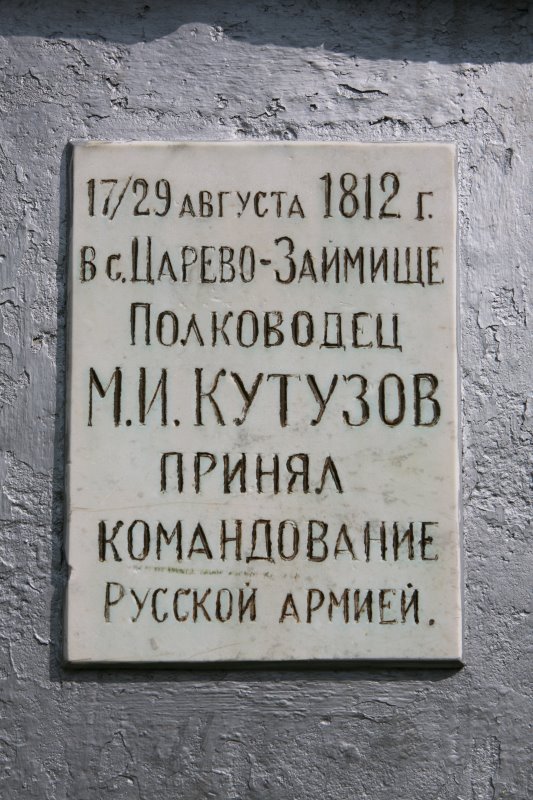 17/29 августа 1812 г.
в с. Царево-Займище
Полководец
М.И. Кутузов
принял
командование
Русской армией.